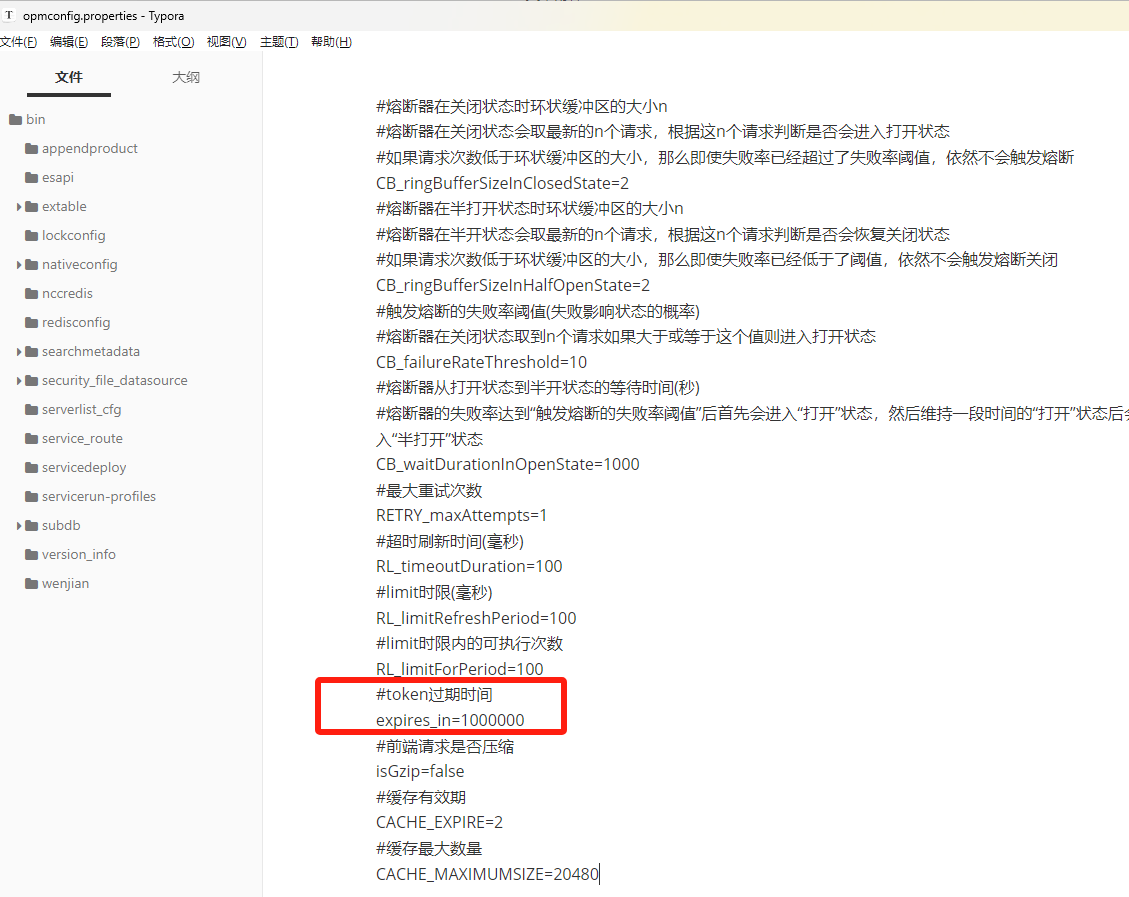 T opmconfig.properties - Typora
文件(F) 编辑(E) 段落(P) 格式(O) 视图(V) 主题(T) 帮助(H)
文件 大纲
bin
appendproduct
esapi
extable
lockconfig
nativeconfig
nccredis
redisconfig
searchmetadata
security_file_datasource
serverlist_cfg
service_route
servicedeploy
servicerun-profiles
subdb
version_info
wenjian
#熔断器在关闭状态时环状缓冲区的大小n
#熔断器在关闭状态会取最新的n个请求，根据这n个请求判断是否会进入打开状态
#如果请求次数低于环状缓冲区的大小，那么即使失败率已经超过了失败率阈值，依然不会触发熔断
CB_ringBufferSizeInClosedState=2
#熔断器在半打开状态时环状缓冲区的大小n
#熔断器在半开状态会取最新的n个请求，根据这n个请求判断是否会恢复关闭状态
#如果请求次数低于环状缓冲区的大小，那么即使失败率已经低于了阈值，依然不会触发熔断关闭
CB_ringBufferSizeInHalfOpenState=2
#触发熔断的失败率阈值(失败影响状态的概率)
#熔断器在关闭状态取到n个请求如果大于或等于这个值则进入打开状态
CB_failureRateThreshold=10
#熔断器从打开状态到半开状态的等待时间(秒)
#熔断器的失败率达到“触发熔断的失败率阈值”后首先会进入“打开”状态，然后维持一段时间的“打开”状态后
入“半打开”状态
CB_waitDurationInOpenState=1000
#最大重试次数
RETRY_maxAttempts=1
#超时刷新时间(毫秒)
RL_timeoutDuration=100
#limit时限(毫秒)
RL_limitRefreshPeriod=100
#limit时限内的可执行次数
RL_limitForPeriod=100
#token过期时间
expires_in=1000000
#前端请求是否压缩
isGzip=false
#缓存有效期
CACHE_EXPIRE=2
#缓存最大数量
CACHE_MAXIMUMSIZE=20480